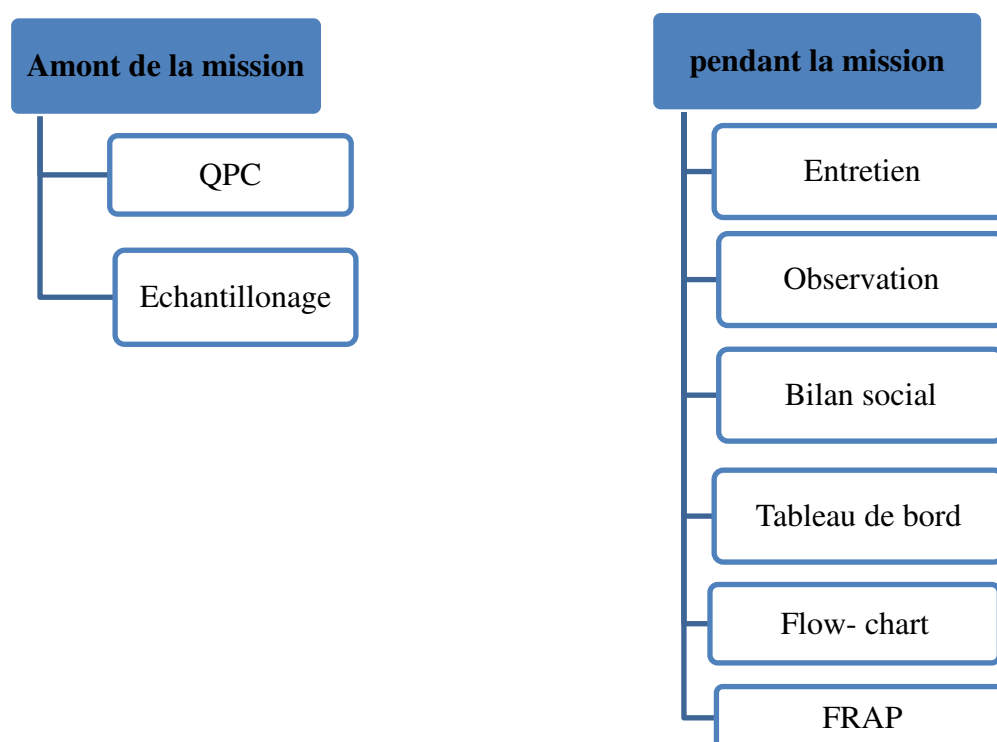 Amont de la mission
QPC
Echantillonage
pendant la mission
Entretien
Observation
Bilan social
Tableau de bord
Flow- chart
FRAP